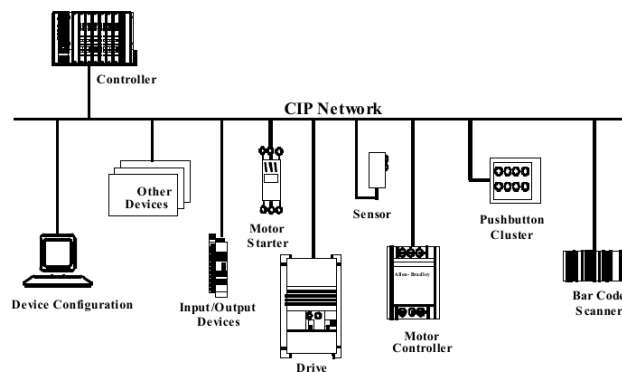 Controller
CIP Network
Other
Devices
Motor
Starter
Sensor
Pushbutton
Cluster
Device Configuration
Input/Output
Devices
Drive
Allen-Bradley
Motor
Controller
Bar Code
Scanner